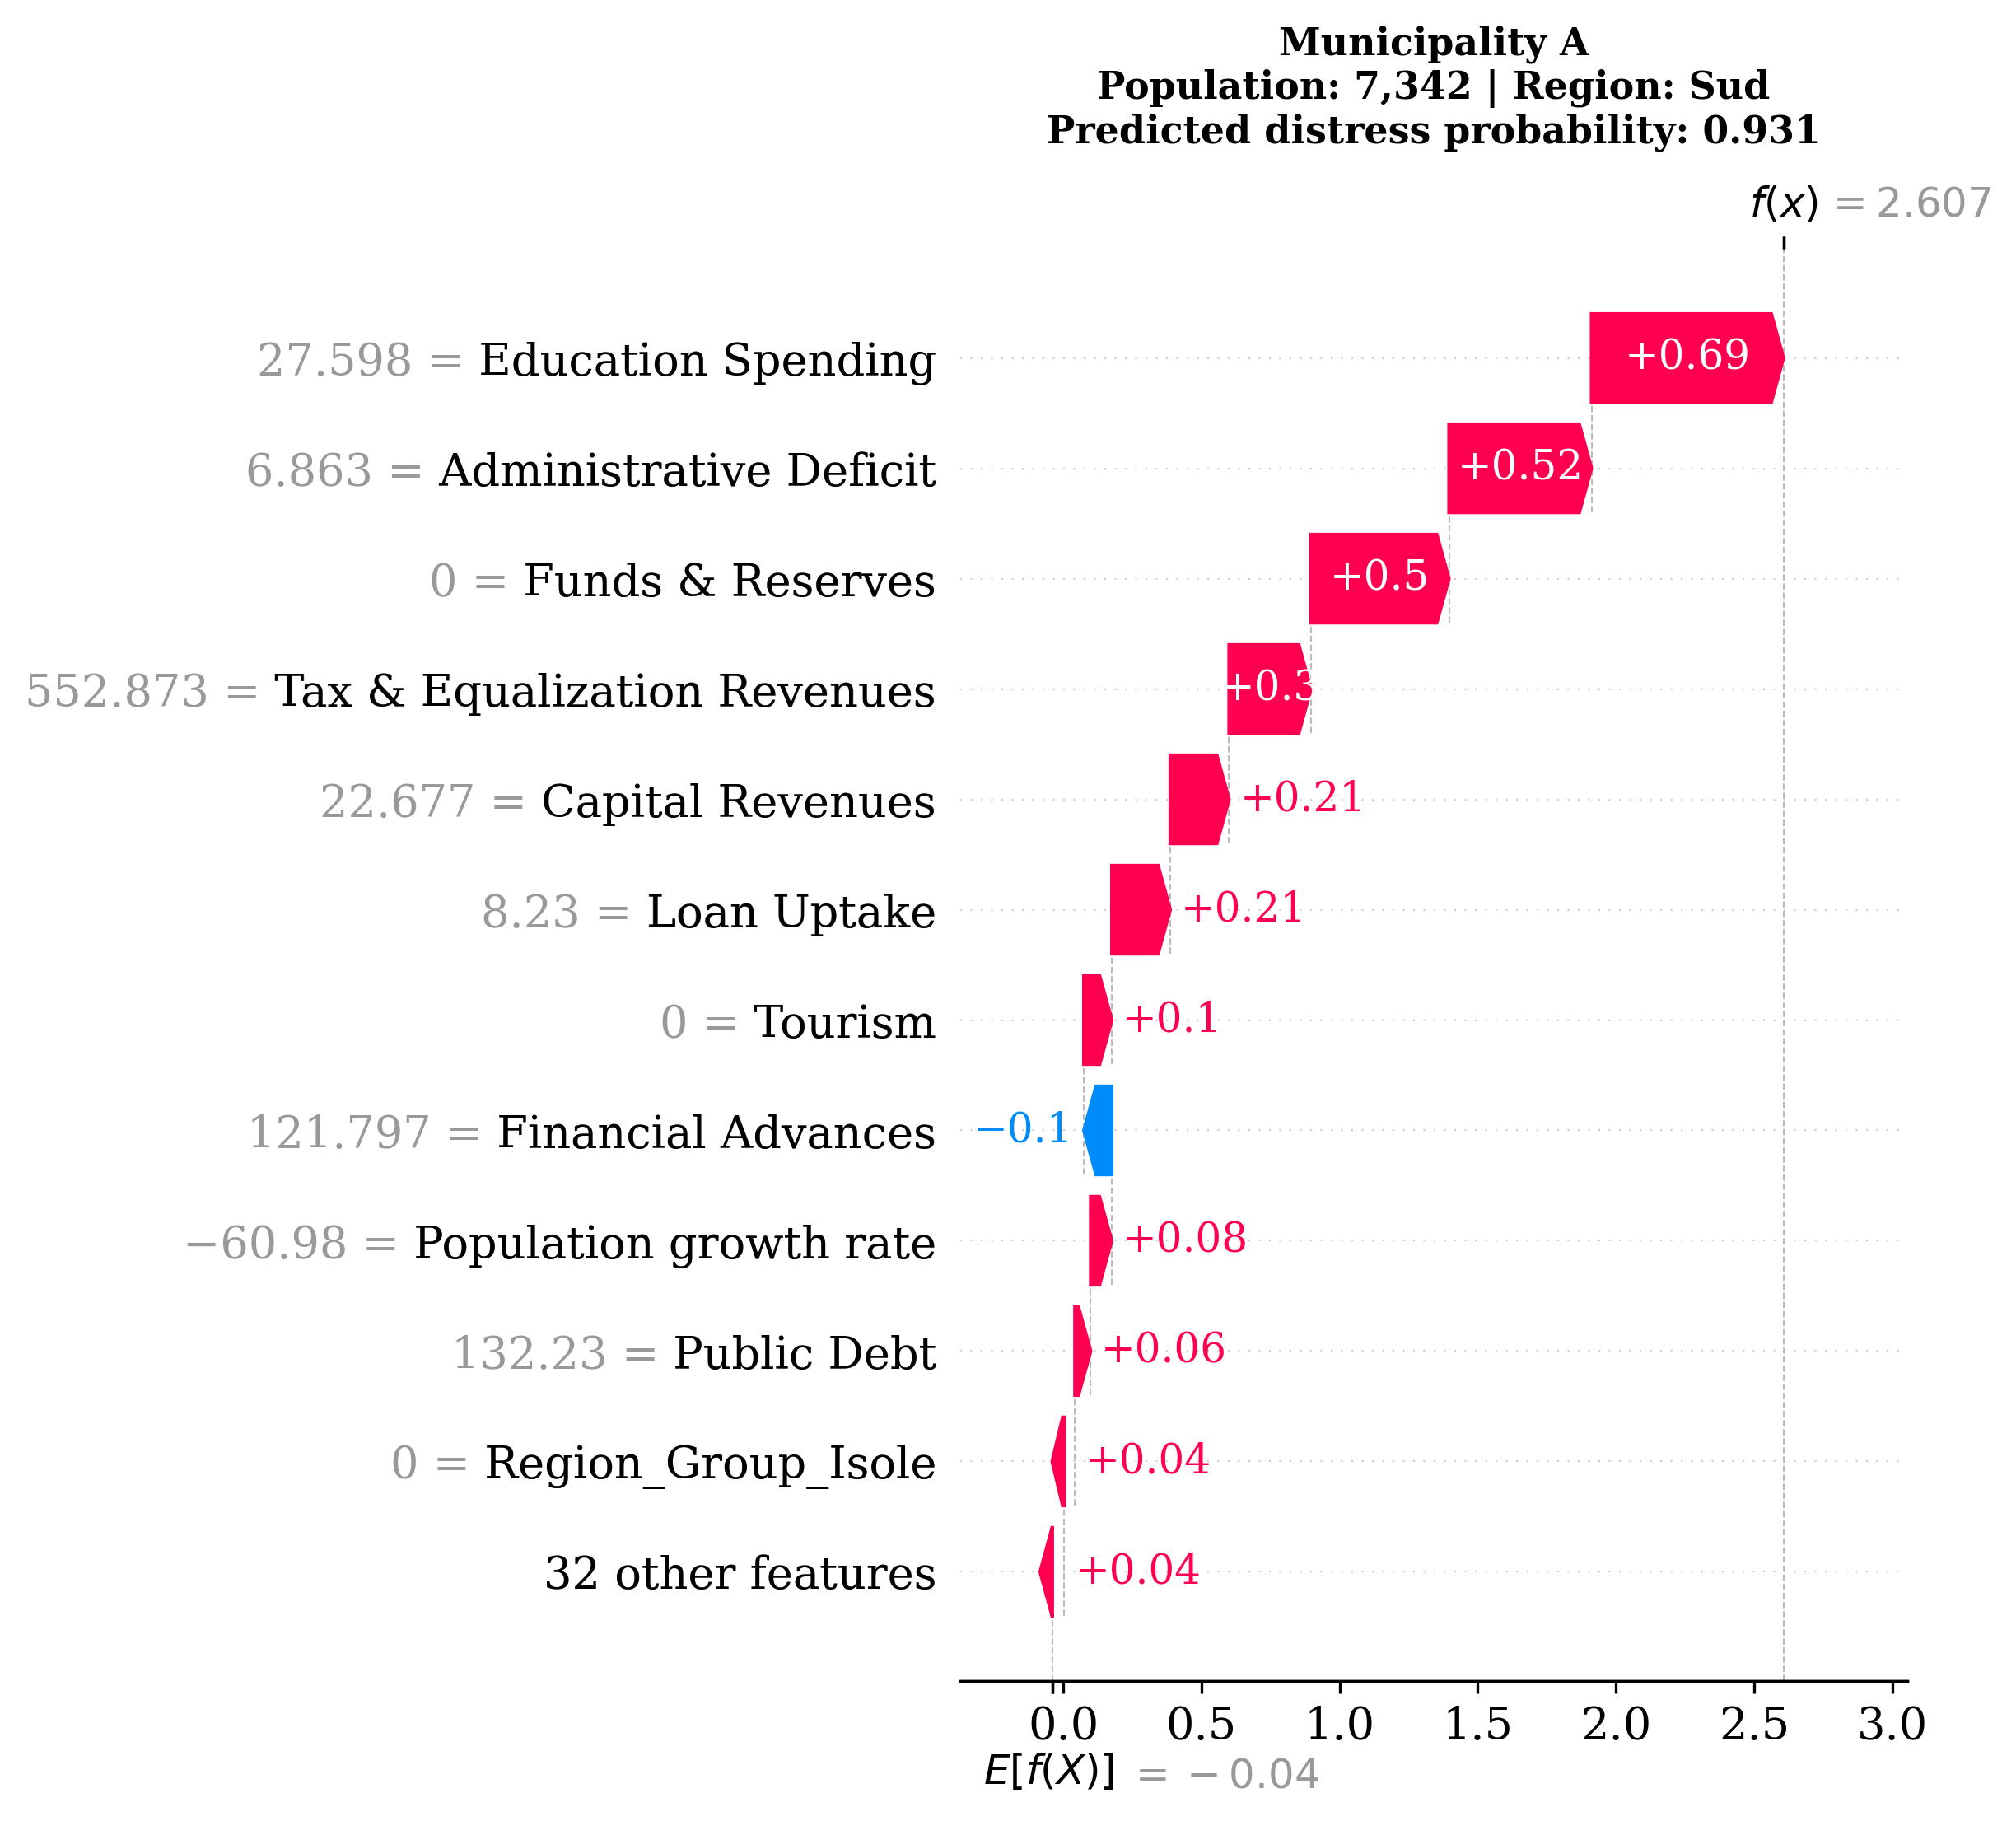 Municipality A
Population: 7,342 | Region: Sud
Predicted distress probability: 0.931
f(x) = 2.607
27.598 = Education Spending +0.69
6.863 = Administrative Deficit +0.52
0 = Funds & Reserves +0.5
552.873 = Tax & Equalization Revenues +0.3
22.677 = Capital Revenues +0.21
8.23 = Loan Uptake +0.21
0 = Tourism +0.1
121.797 = Financial Advances −0.1
−60.98 = Population growth rate +0.08
132.23 = Public Debt +0.06
0 = Region_Group_Isole +0.04
32 other features +0.04
0.0 0.5 1.0 1.5 2.0 2.5 3.0
E[f(X)] = −0.04